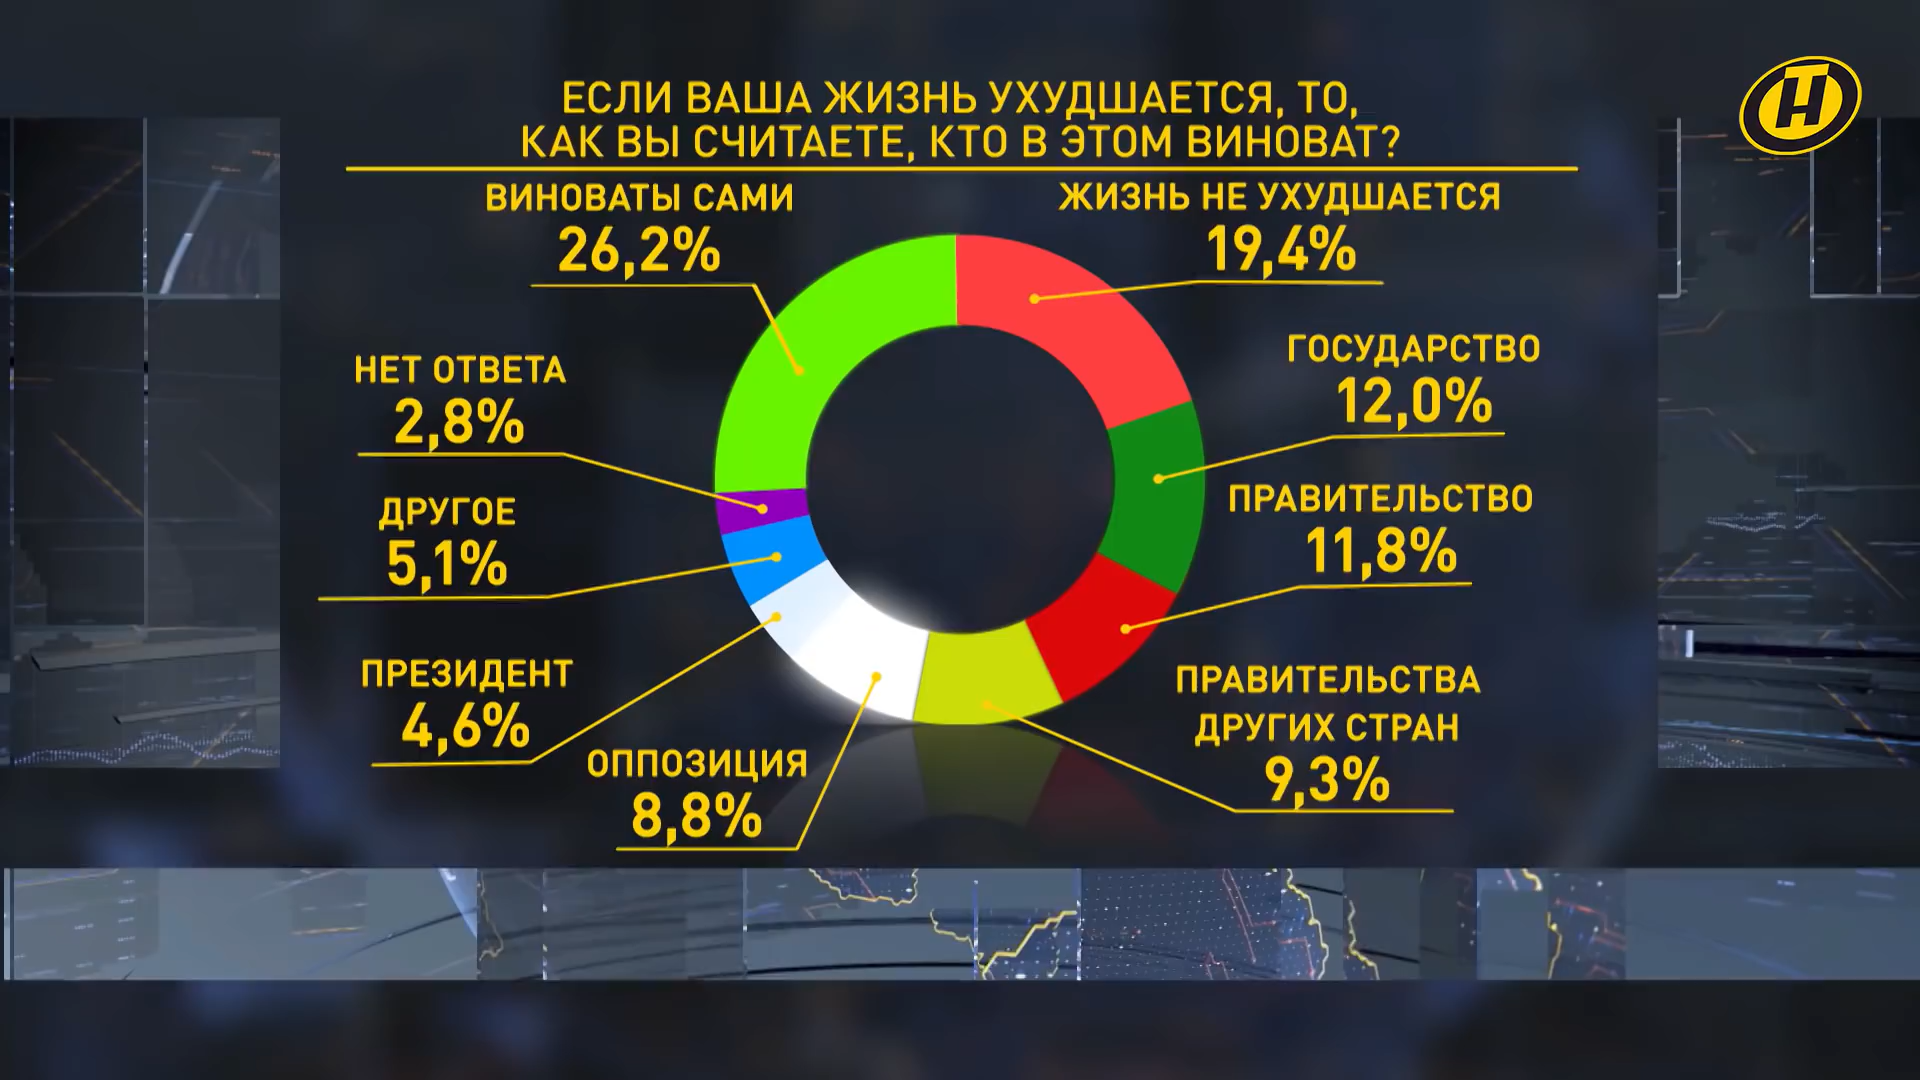 ЕСЛИ ВАША ЖИЗНЬ УХУДШАЕТСЯ, ТО,
КАК ВЫ СЧИТАЕТЕ, КТО В ЭТОМ ВИНОВАТ?
ВИНОВАТЫ САМИ
26,2%
ЖИЗНЬ НЕ УХУДШАЕТСЯ
19,4%
НЕТ ОТВЕТА
2,8%
ГОСУДАРСТВО
12,0%
ДРУГОЕ
5,1%
ПРАВИТЕЛЬСТВО
11,8%
ПРЕЗИДЕНТ
4,6%
ПРАВИТЕЛЬСТВА
ДРУГИХ СТРАН
9,3%
ОППОЗИЦИЯ
8,8%
ОНТ